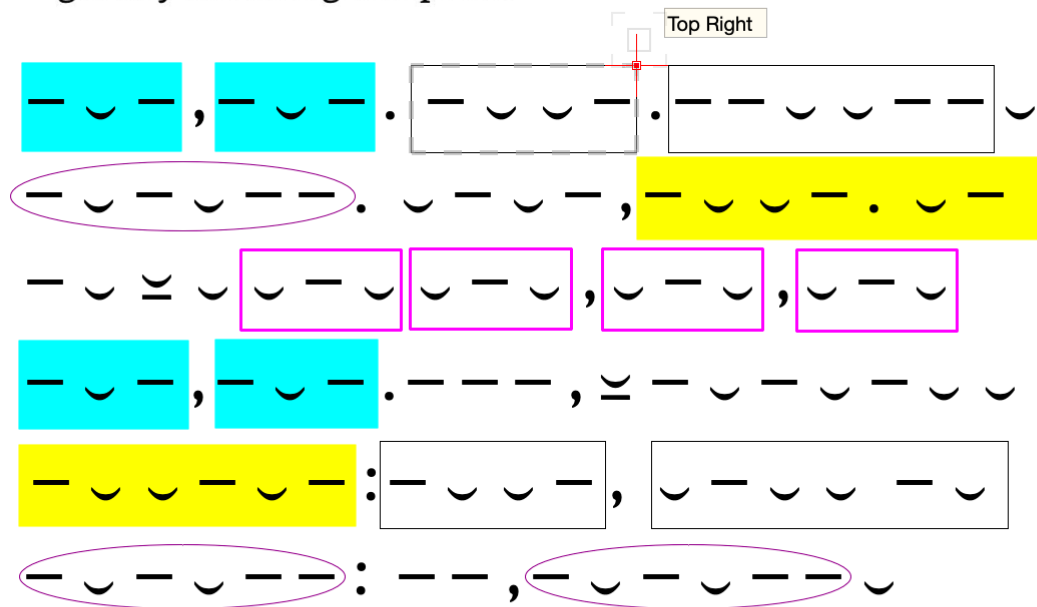 Top Right
— ⏑ — , — ⏑ — . — ⏑ ⏑ — . — — ⏑ ⏑ — — ⏑
— ⏑ — ⏑ — — . ⏑ — ⏑ — , — ⏑ ⏑ — . ⏑ —
— ⏑ ⏓ ⏑ ⏑ — ⏑ ⏑ — ⏑ , ⏑ — ⏑ , ⏑ — ⏑
— ⏑ — , — ⏑ — . — — — , ⏓ — ⏑ — ⏑ — ⏑ ⏑
— ⏑ ⏑ — ⏑ — : — ⏑ ⏑ — , ⏑ — ⏑ ⏑ — ⏑
— ⏑ — ⏑ — — : — — , — ⏑ — ⏑ — — ⏑